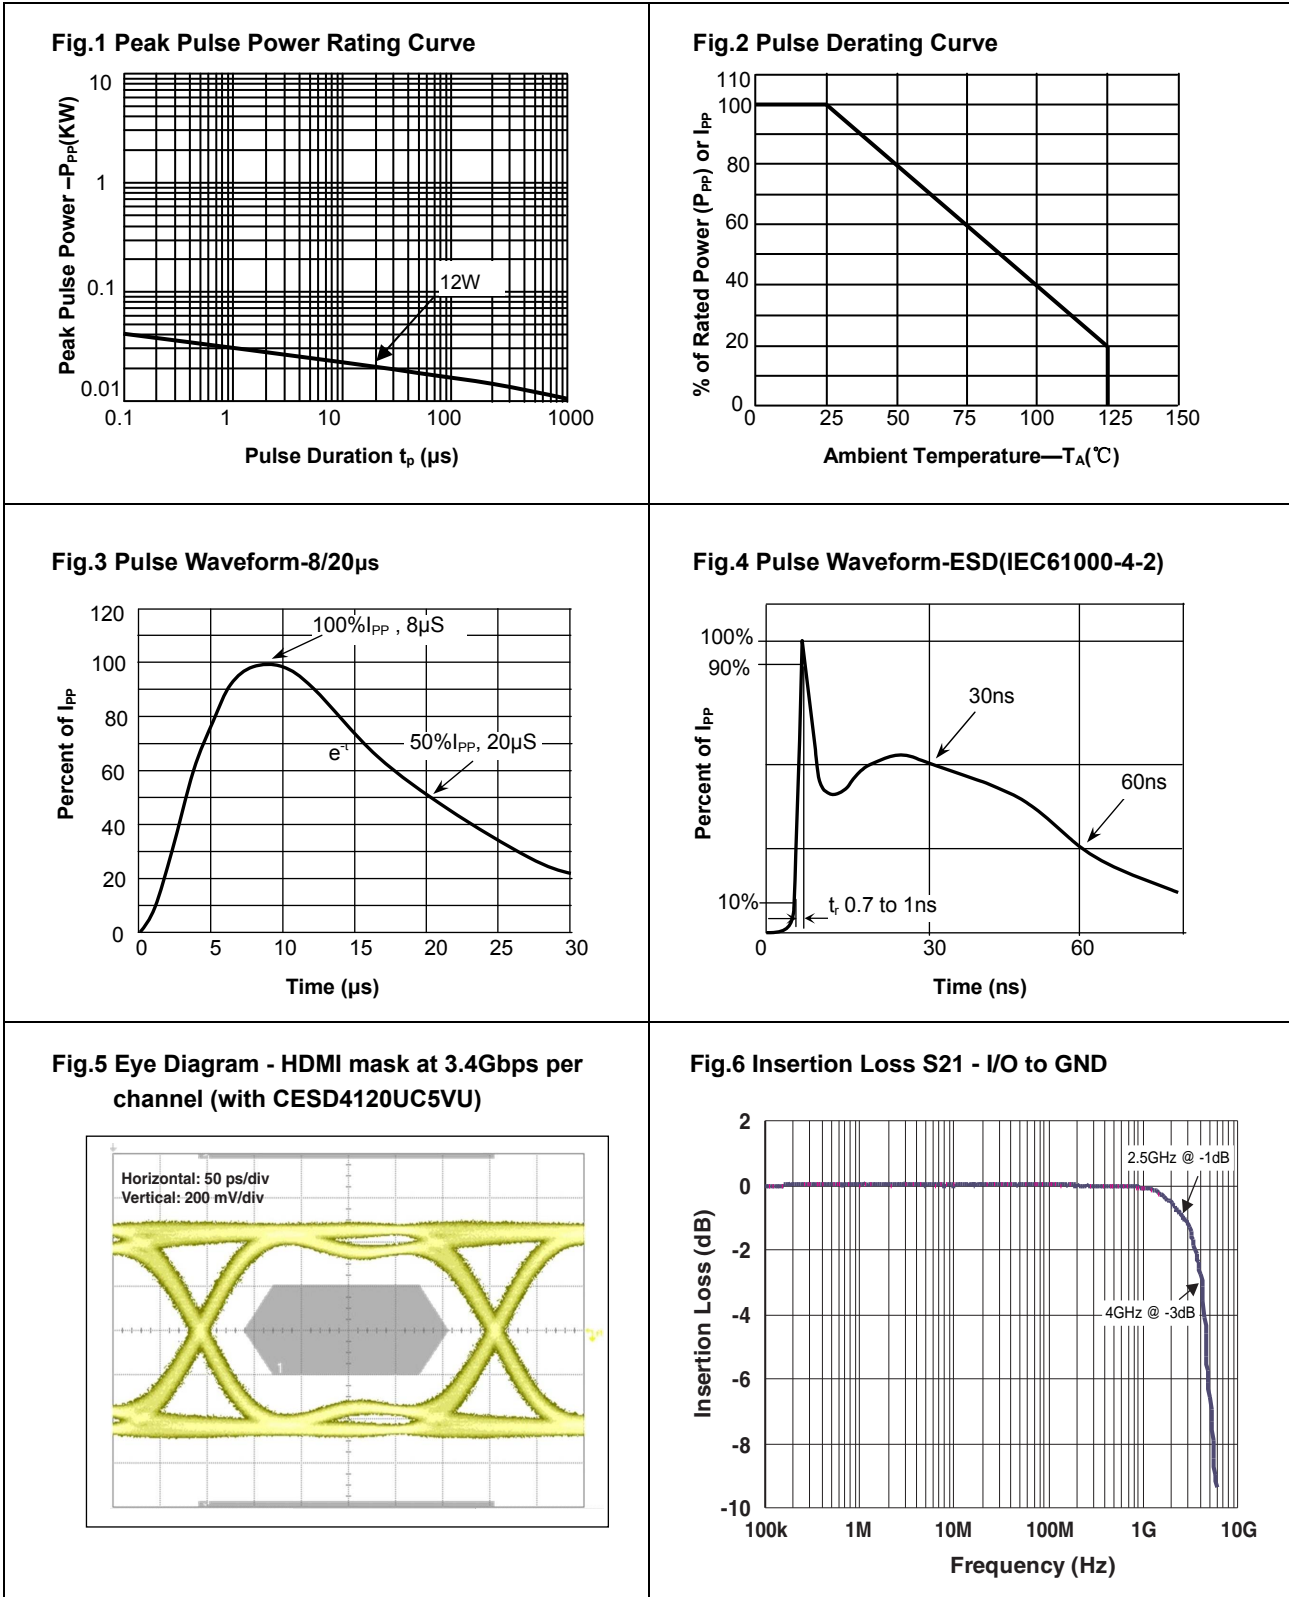 Fig.1 Peak Pulse Power Rating Curve
Peak Pulse Power –PPP(KW)
10
1
0.1
0.01
12W
0.1 1 10 100 1000
Pulse Duration tp (µs)
Fig.2 Pulse Derating Curve
% of Rated Power (PPP) or IPP
110
100
80
60
40
20
0
0 25 50 75 100 125 150
Ambient Temperature—TA(℃)
Fig.3 Pulse Waveform-8/20µs
Percent of IPP
120
100
80
60
40
20
0
100%IPP , 8µS
e-t
50%IPP, 20µS
0 5 10 15 20 25 30
Time (µs)
Fig.4 Pulse Waveform-ESD(IEC61000-4-2)
Percent of IPP
100%
90%
10%
30ns
60ns
tr 0.7 to 1ns
0 30 60
Time (ns)
Fig.5 Eye Diagram - HDMI mask at 3.4Gbps per
channel (with CESD4120UC5VU)
Horizontal: 50 ps/div
Vertical: 200 mV/div
1
Fig.6 Insertion Loss S21 - I/O to GND
Insertion Loss (dB)
2
0
-2
-4
-6
-8
-10
2.5GHz @ -1dB
4GHz @ -3dB
100k 1M 10M 100M 1G 10G
Frequency (Hz)